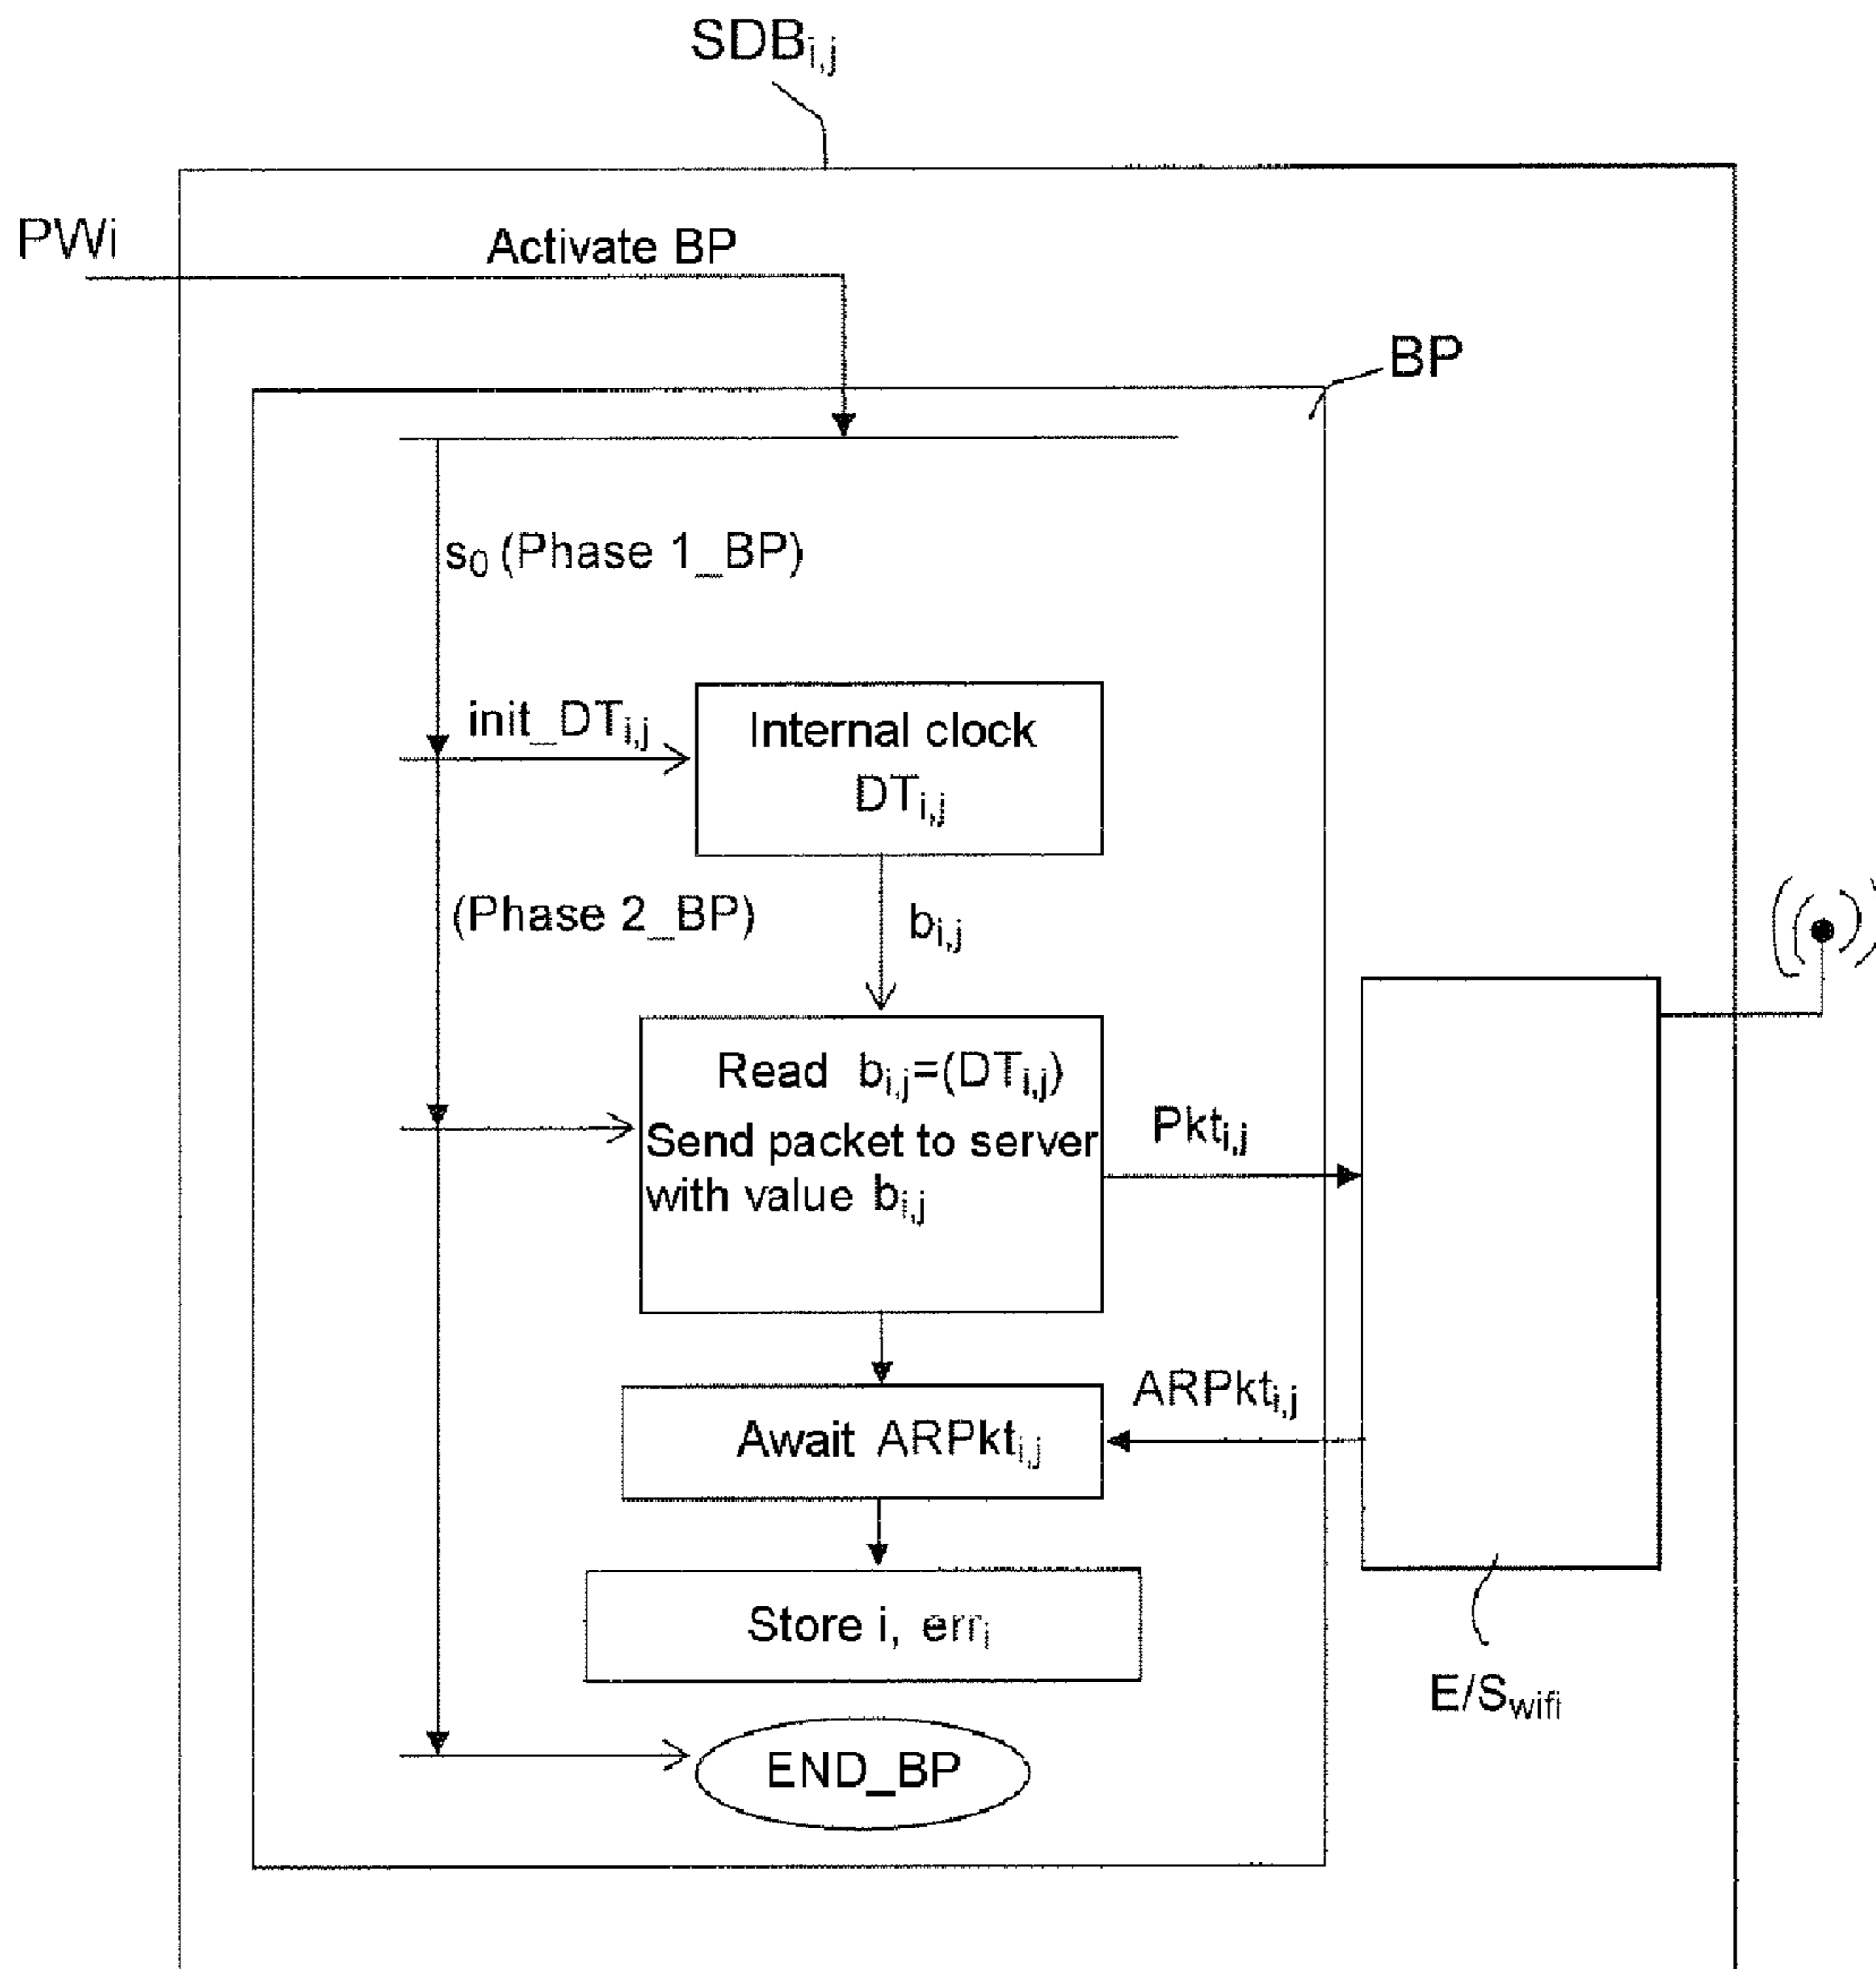 SDBi,j
PWi
Activate BP
BP
s0 (Phase 1_BP)
init_DTi,j
Internal clock
DTi,j
(Phase 2_BP)
bi,j
Read bi,j=(DTi,j)
Send packet to server
with value bi,j
Pkti,j
ARPkti,j
Await ARPkti,j
Store i, erri
E/Swifi
END_BP